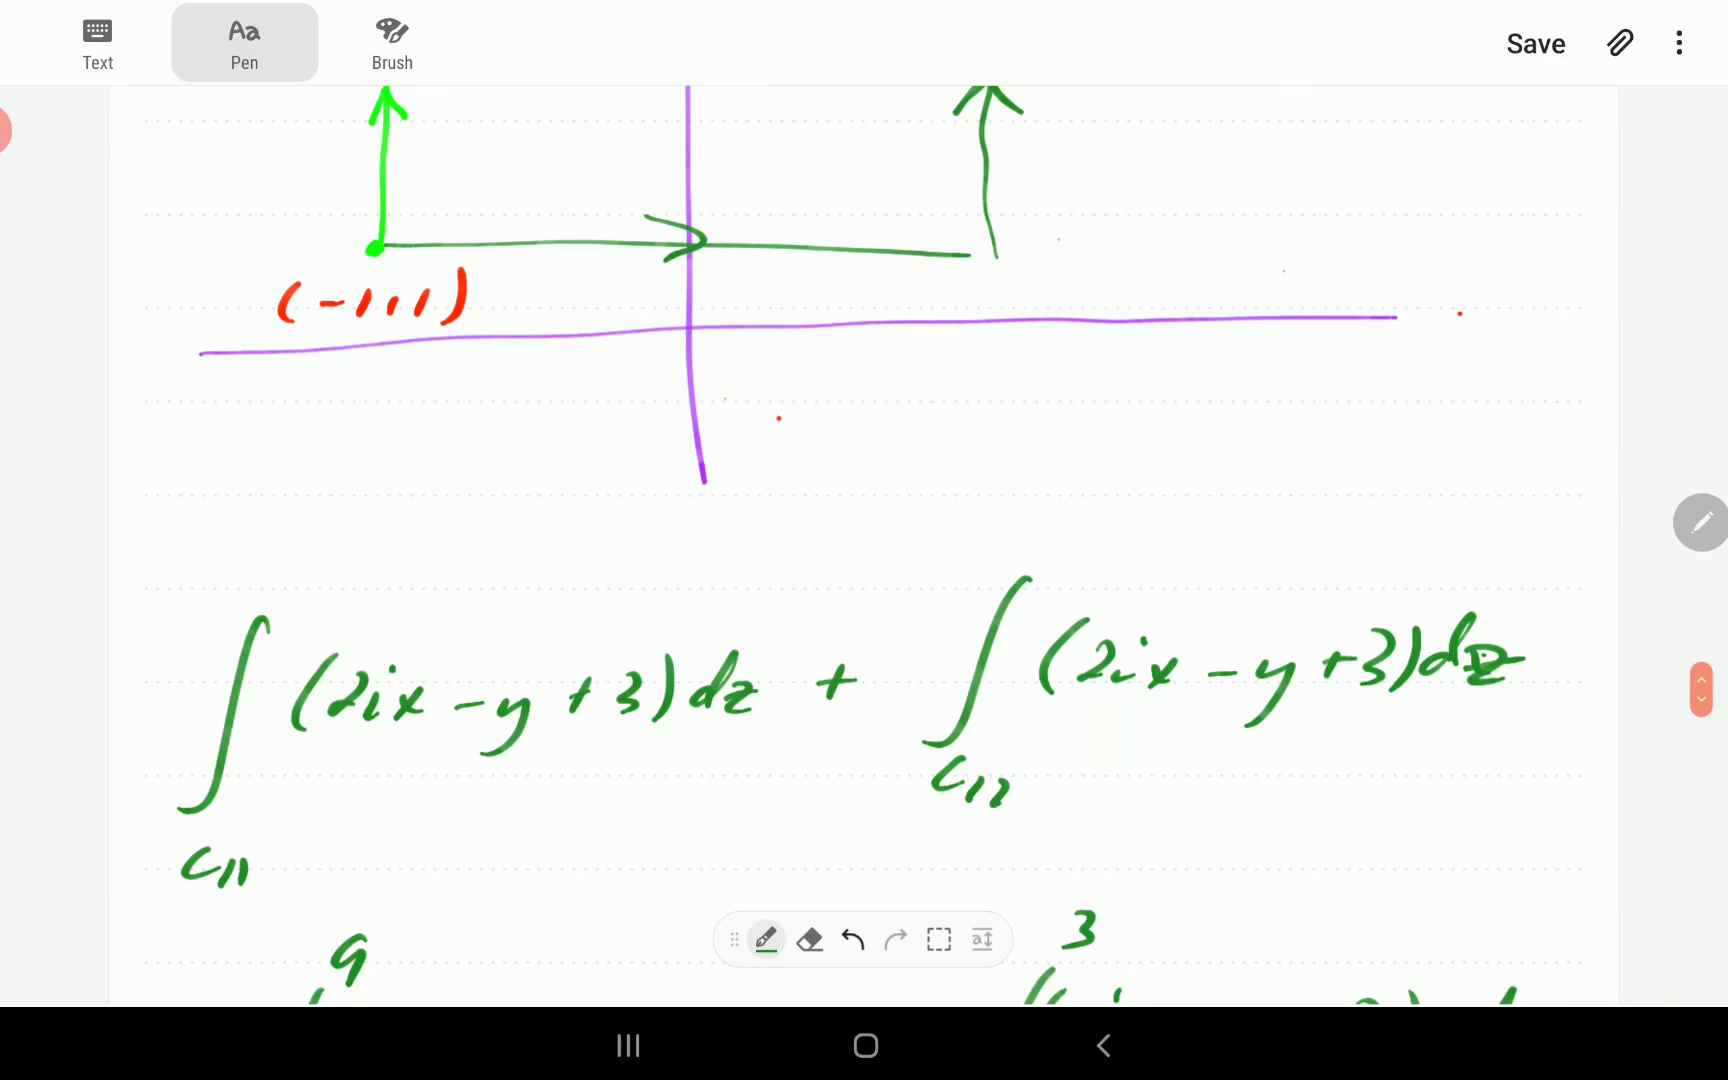 Text Pen Brush Save
(-1,1)
∫ (2ix - y + 3) dz + ∫ (2ix - y + 3) dz
C11 C12
9 3